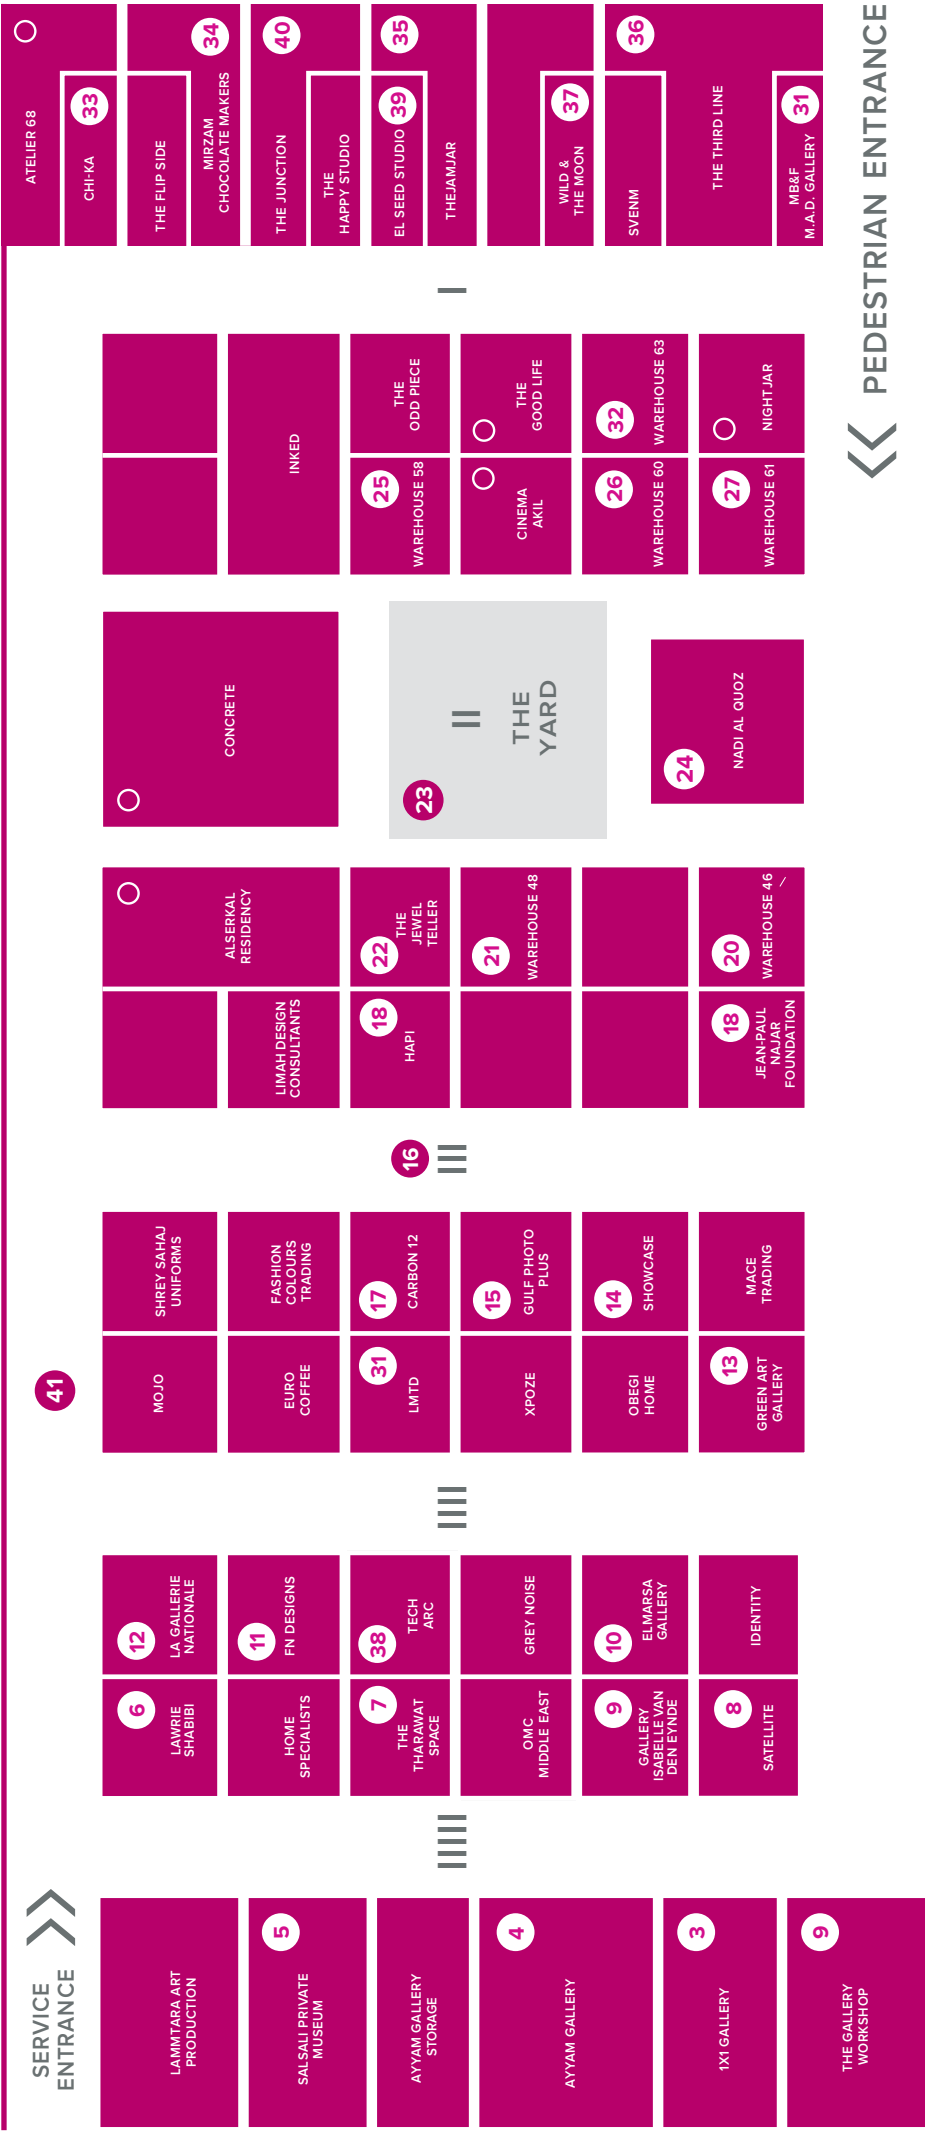 PEDESTRIAN ENTRANCE
ATELIER 68
33
CHI-KA
THE FLIP SIDE
34
MIRZAM
CHOCOLATE MAKERS
40
THE JUNCTION
THE
HAPPY STUDIO
35
39
EL SEED STUDIO
THEJAMJAR
37
WILD &
THE MOON
36
SVENM
THE THIRD LINE
31
MB&F
M.A.D. GALLERY
I
INKED
THE
ODD PIECE
25
WAREHOUSE 58
THE
GOOD LIFE
CINEMA
AKIL
32
WAREHOUSE 63
26
WAREHOUSE 60
NIGHTJAR
27
WAREHOUSE 61
CONCRETE
23
II
THE
YARD
24
NADI AL QUOZ
ALSERKAL
RESIDENCY
LIMAH DESIGN
CONSULTANTS
22
THE
JEWEL
TELLER
18
HAPI
21
WAREHOUSE 48
20
WAREHOUSE 46
18
JEAN-PAUL
NAJAR
FOUNDATION
16
III
41
SHREY SAHAJ
UNIFORMS
MOJO
FASHION
COLOURS
TRADING
EURO
COFFEE
17
CARBON 12
31
LMTD
15
GULF PHOTO
PLUS
XPOZE
14
SHOWCASE
OBEGI
HOME
MACE
TRADING
13
GREEN ART
GALLERY
IIII
12
LA GALLERIE
NATIONALE
6
LAWRIE
SHABIBI
11
FN DESIGNS
HOME
SPECIALISTS
38
TECH
ARC
7
THE
THARAWAT
SPACE
GREY NOISE
OMC
MIDDLE EAST
10
ELMARSA
GALLERY
9
GALLERY
ISABELLE VAN
DEN EYNDE
IDENTITY
8
SATELLITE
IIIII
SERVICE
ENTRANCE
LAMMTARA ART
PRODUCTION
5
SALSALI PRIVATE
MUSEUM
AYYAM GALLERY
STORAGE
4
AYYAM GALLERY
3
1X1 GALLERY
9
THE GALLERY
WORKSHOP